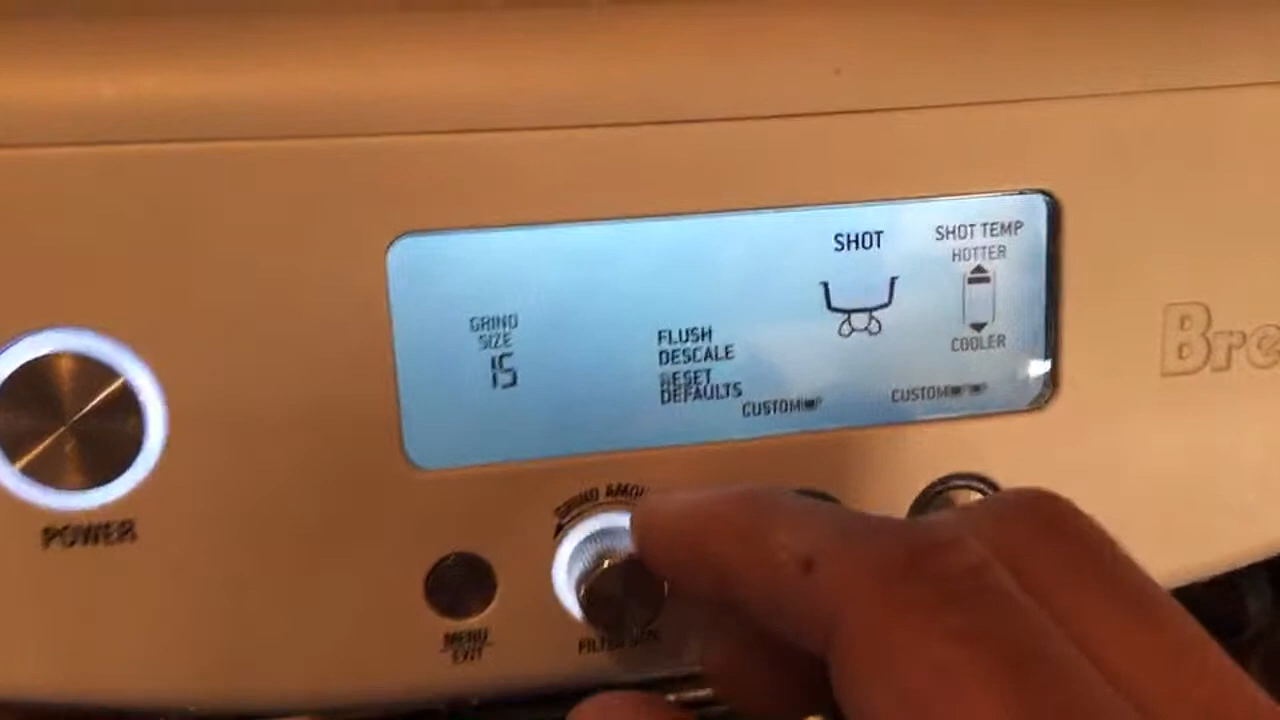 SHOT
SHOT TEMP
HOTTER
COOLER
GRIND
SIZE
15
FLUSH
DESCALE
RESET
DEFAULTS
CUSTOM
CUSTOM
Bre
POWER
GRIND AMOU
MENU
EXIT
FILTER SIZE